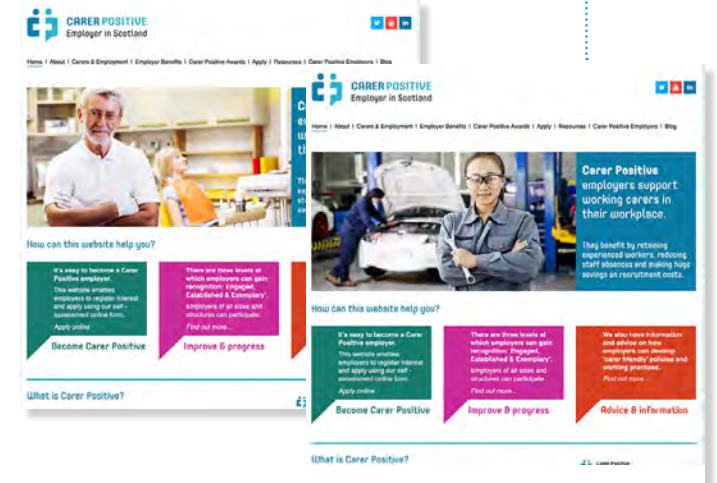 CARER POSITIVE
Employer in Scotland
Home | About | Carers & Employment | Employer Benefits | Carer Positive Awards | Apply | Resources | Carer Positive Employers | Blog
How can this website help you?
It's easy to become a Carer
Positive employer.
This website enables
employers to register interest
and apply using our self -
assessment online form.
Apply online
Become Carer Positive
There are three levels at
which employers can gain
recognition: Engaged,
Established & Exemplary'.
Employers of all sizes and
structures can participate.
Find out more...
Improve & progress
What is Carer Positive?
CARER POSITIVE
Employer in Scotland
Home | About | Carers & Employment | Employer Benefits | Carer Positive Awards | Apply | Resources | Carer Positive Employers | Blog
Carer Positive
employers support
working carers in
their workplace.
They benefit by retaining
experienced workers, reducing
staff absences and making huge
savings on recruitment costs.
How can this website help you?
It's easy to become a Carer
Positive employer.
This website enables
employers to register interest
and apply using our self -
assessment online form.
Apply online
Become Carer Positive
There are three levels at
which employers can gain
recognition: Engaged,
Established & Exemplary'.
Employers of all sizes and
structures can participate.
Find out more...
Improve & progress
We also have information
and advice on how
employers can develop
'carer friendly' policies and
working practices.
Find out more...
Advice & information
What is Carer Positive?
CARER POSITIVE